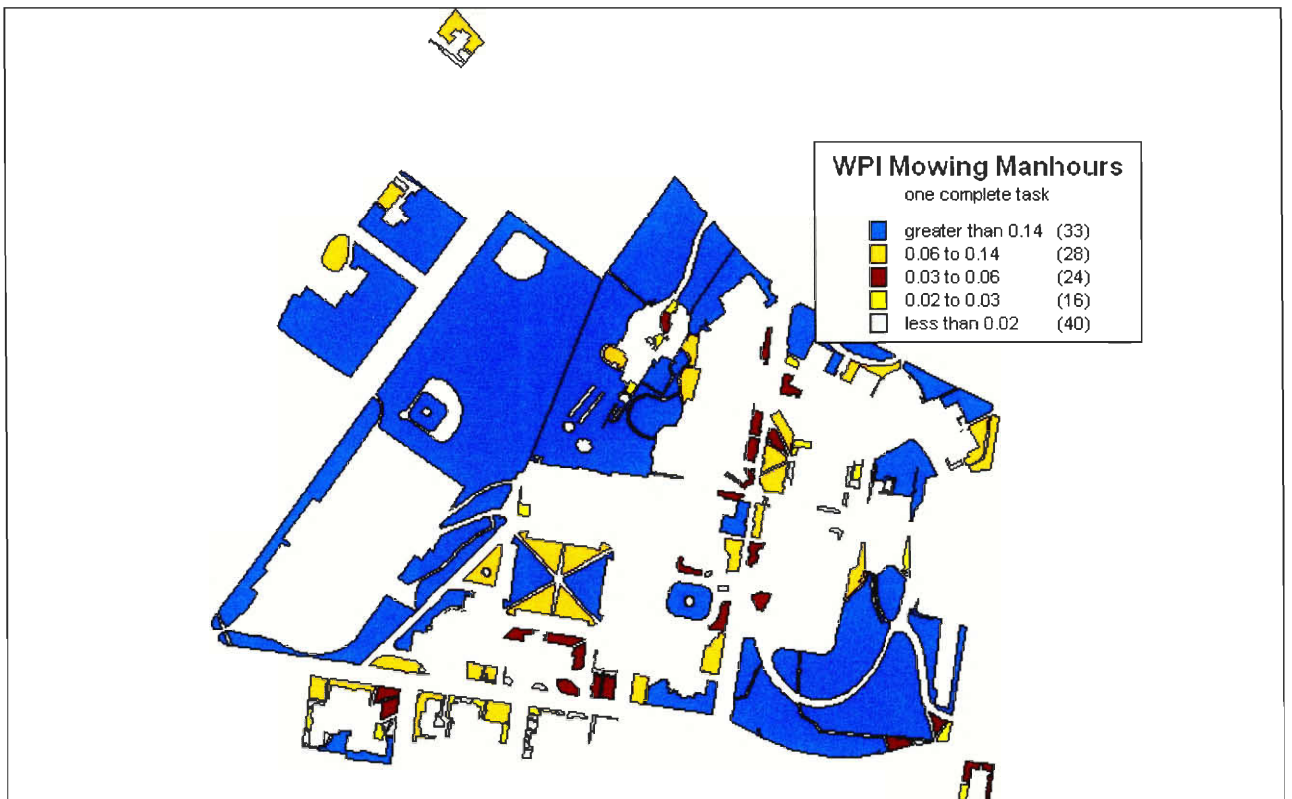 WPI Mowing Manhours
one complete task
greater than 0.14 (33)
0.06 to 0.14 (28)
0.03 to 0.06 (24)
0.02 to 0.03 (16)
less than 0.02 (40)